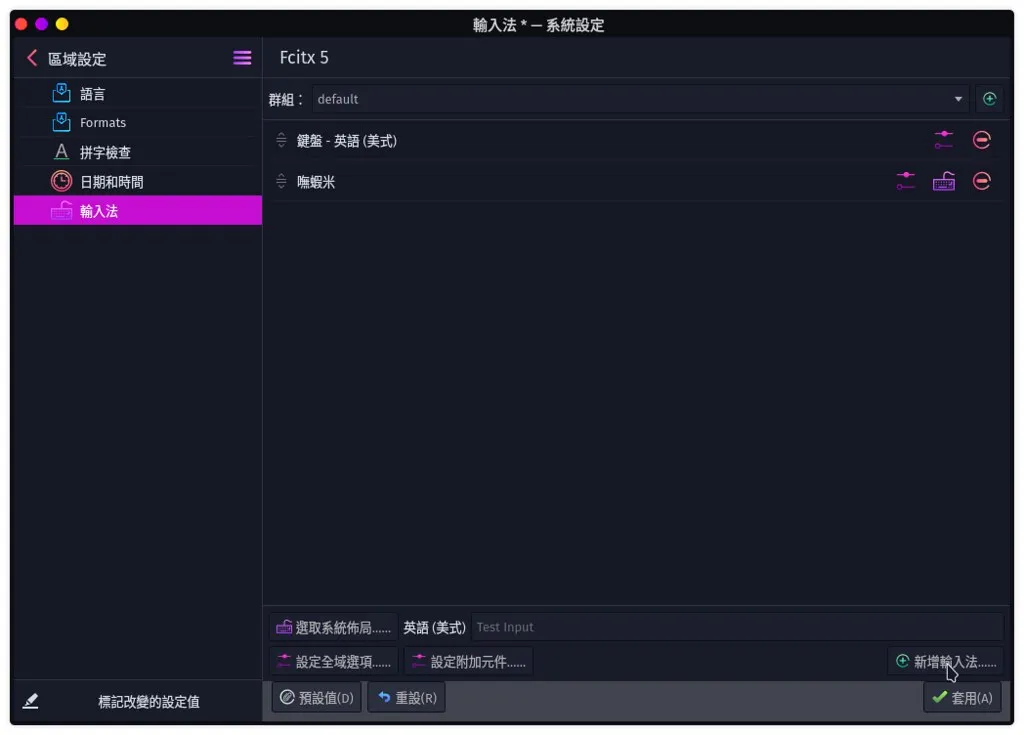 輸入法 * — 系統設定
區域設定
Fcitx 5
語言
Formats
拼字檢查
日期和時間
輸入法
群組： default
鍵盤 - 英語 (美式)
嘸蝦米
選取系統佈局...... 英語 (美式) Test Input
設定全域選項...... 設定附加元件...... 新增輸入法......
標記改變的設定值
預設值(D) 重設(R) 套用(A)